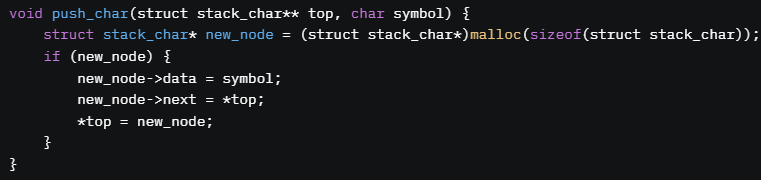 void push_char(struct stack_char** top, char symbol) {
    struct stack_char* new_node = (struct stack_char*)malloc(sizeof(struct stack_char));
    if (new_node) {
        new_node->data = symbol;
        new_node->next = *top;
        *top = new_node;
    }
}